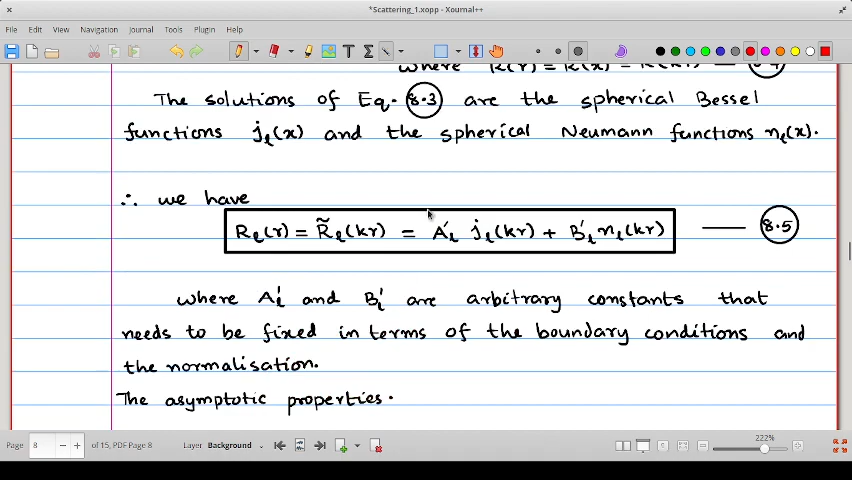 *Scattering_1.xopp - Xournal++
File Edit View Navigation Journal Tools Plugin Help
where
The solutions of Eq. 8.3 are the spherical Bessel
functions jℓ(x) and the spherical Neumann functions nℓ(x).
∴ we have
Rℓ(r) = R̃ℓ(kr) = A′ℓ jℓ(kr) + B′ℓ nℓ(kr) — 8.5
where A′ℓ and B′ℓ are arbitrary constants that
needs to be fixed in terms of the boundary conditions and
the normalisation.
The asymptotic properties.
Page 8 of 15, PDF Page 8 Layer Background 222%